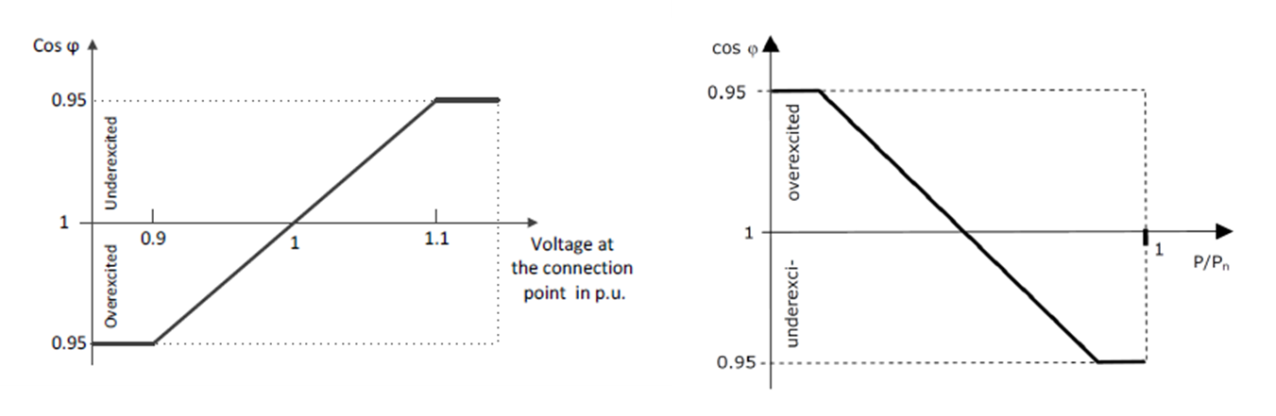 Cos φ
0.95
Underexcited
1
0.9
1
1.1
Overexcited
Voltage at
the connection
point in p.u.
0.95
cos φ
0.95
overexcited
1
1
P/Pn
underexci-
0.95